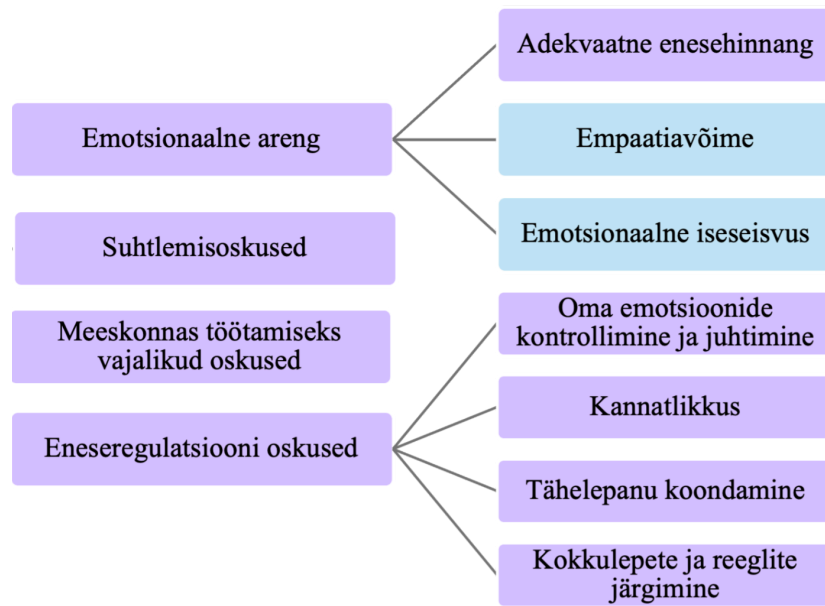 Emotsionaalne areng
Adekvaatne enesehinnang
Empaatiavõime
Emotsionaalne iseseisvus
Suhtlemisoskused
Meeskonnas töötamiseks
vajalikud oskused
Eneseregulatsiooni oskused
Oma emotsioonide
kontrollimine ja juhtimine
Kannatlikkus
Tähelepanu koondamine
Kokkulepete ja reeglite
järgimine